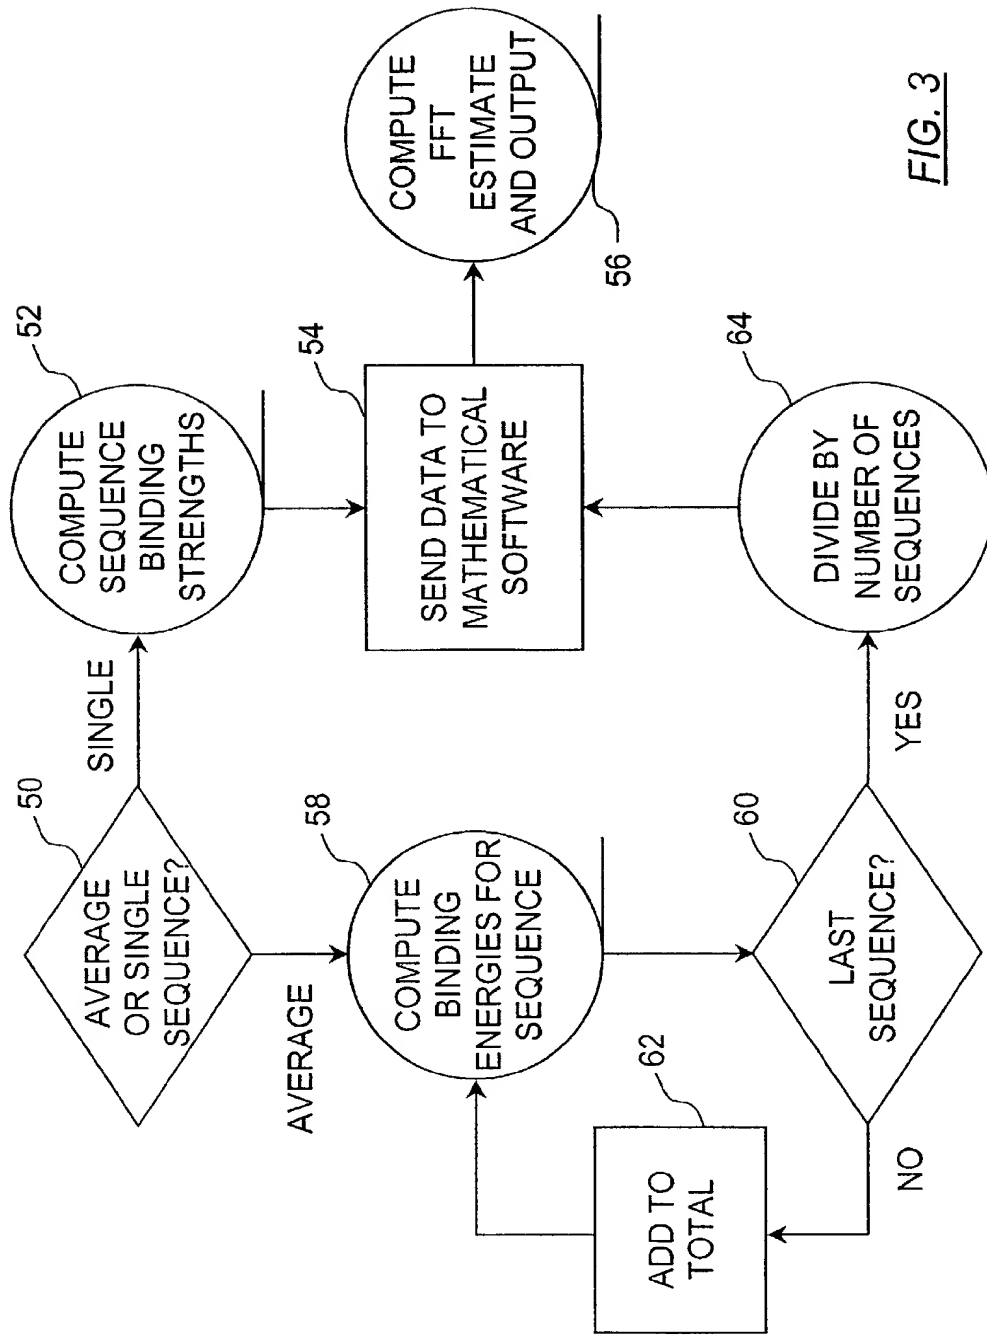 50
AVERAGE
OR SINGLE
SEQUENCE?
SINGLE
52
COMPUTE
SEQUENCE
BINDING
STRENGTHS
AVERAGE
58
COMPUTE
BINDING
ENERGIES FOR
SEQUENCE
54
SEND DATA TO
MATHEMATICAL
SOFTWARE
COMPUTE
FFT
ESTIMATE
AND OUTPUT
56
62
ADD TO
TOTAL
NO
60
LAST
SEQUENCE?
YES
64
DIVIDE BY
NUMBER OF
SEQUENCES
FIG. 3